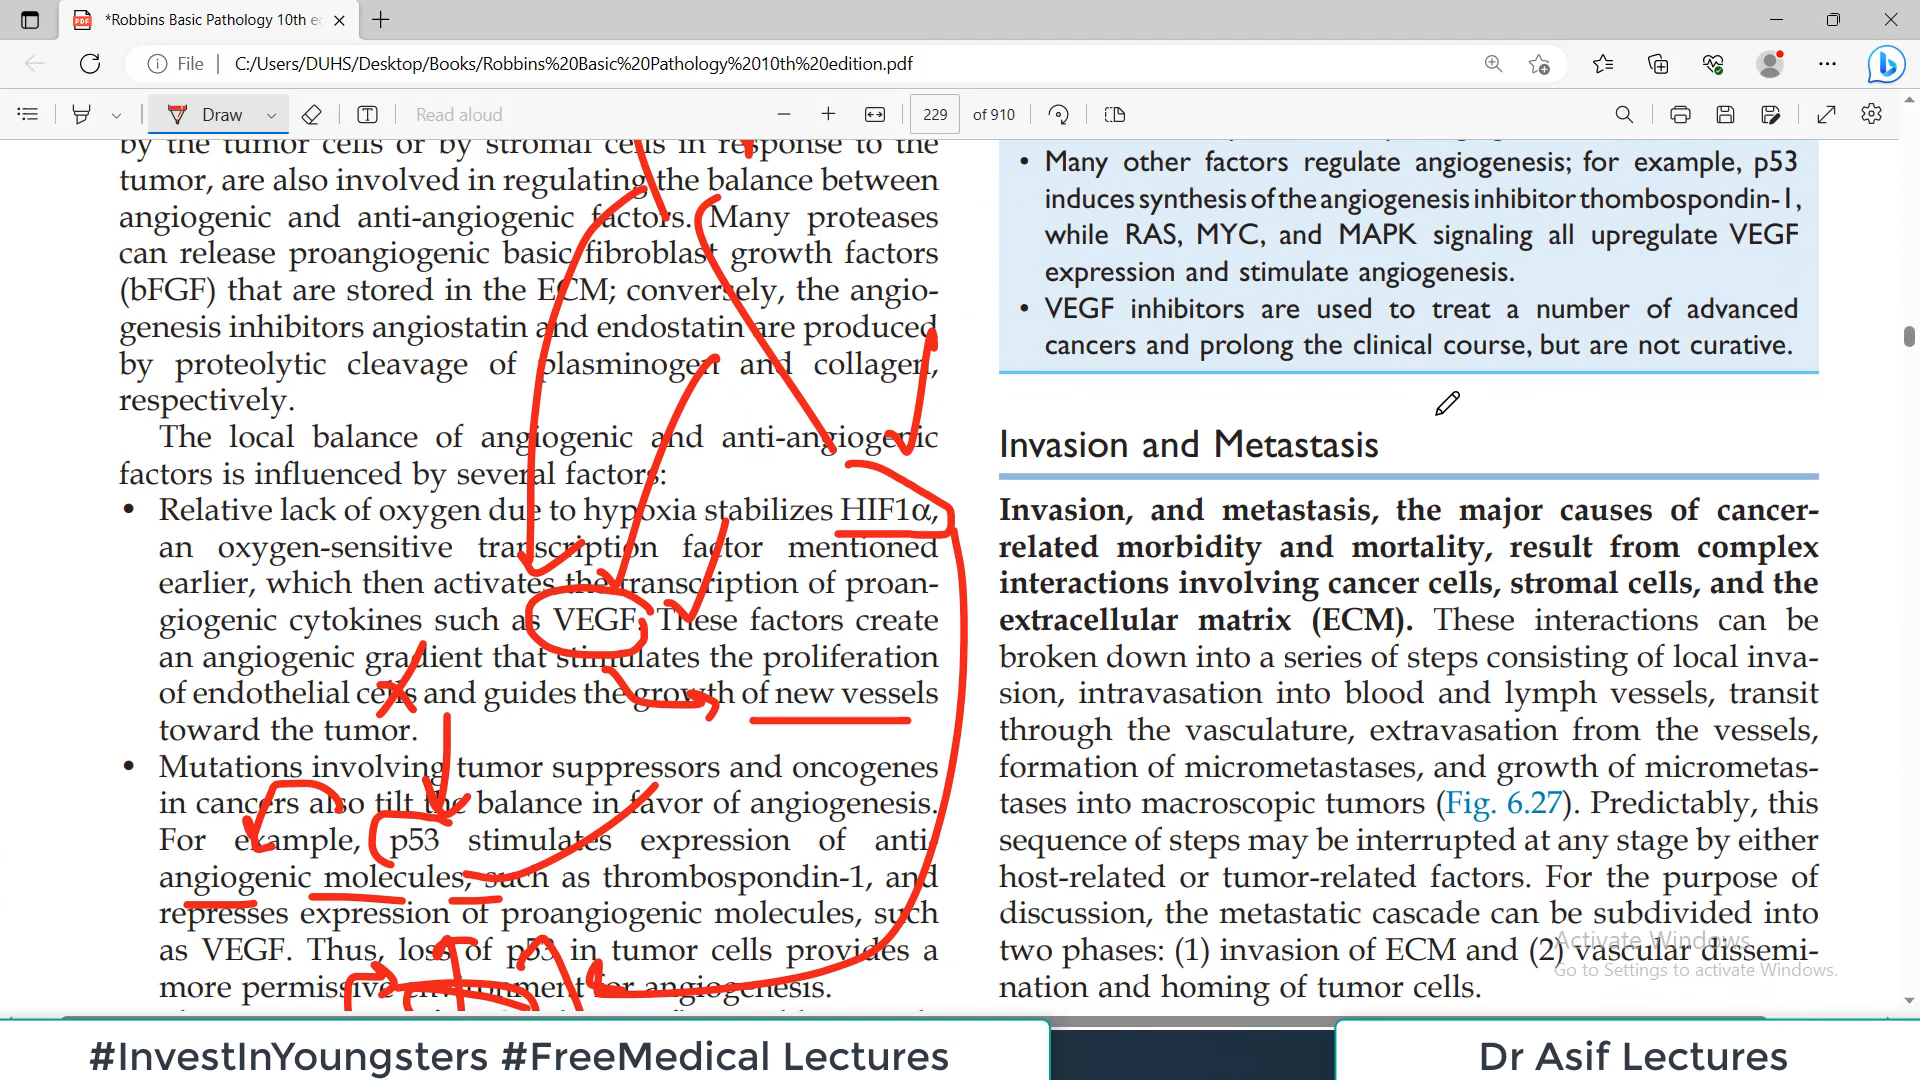 *Robbins Basic Pathology 10th e
File
C:/Users/DUHS/Desktop/Books/Robbins%20Basic%20Pathology%2010th%20edition.pdf
Draw
Read aloud
229 of 910
by the tumor cells or by stromal cells in response to the
tumor, are also involved in regulating the balance between
angiogenic and anti-angiogenic factors. Many proteases
can release proangiogenic basic fibroblast growth factors
(bFGF) that are stored in the ECM; conversely, the angio-
genesis inhibitors angiostatin and endostatin are produced
by proteolytic cleavage of plasminogen and collagen,
respectively.
The local balance of angiogenic and anti-angiogenic
factors is influenced by several factors:
• Relative lack of oxygen due to hypoxia stabilizes HIF1α,
an oxygen-sensitive transcription factor mentioned
earlier, which then activates the transcription of proan-
giogenic cytokines such as VEGF. These factors create
an angiogenic gradient that stimulates the proliferation
of endothelial cells and guides the growth of new vessels
toward the tumor.
• Mutations involving tumor suppressors and oncogenes
in cancers also tilt the balance in favor of angiogenesis.
For example, p53 stimulates expression of anti-
angiogenic molecules, such as thrombospondin-1, and
represses expression of proangiogenic molecules, such
as VEGF. Thus, loss of p53 in tumor cells provides a
more permissive environment for angiogenesis.
• Many other factors regulate angiogenesis; for example, p53
induces synthesis of the angiogenesis inhibitor thombospondin-1,
while RAS, MYC, and MAPK signaling all upregulate VEGF
expression and stimulate angiogenesis.
• VEGF inhibitors are used to treat a number of advanced
cancers and prolong the clinical course, but are not curative.
Invasion and Metastasis
Invasion, and metastasis, the major causes of cancer-
related morbidity and mortality, result from complex
interactions involving cancer cells, stromal cells, and the
extracellular matrix (ECM). These interactions can be
broken down into a series of steps consisting of local inva-
sion, intravasation into blood and lymph vessels, transit
through the vasculature, extravasation from the vessels,
formation of micrometastases, and growth of micrometas-
tases into macroscopic tumors (Fig. 6.27). Predictably, this
sequence of steps may be interrupted at any stage by either
host-related or tumor-related factors. For the purpose of
discussion, the metastatic cascade can be subdivided into
two phases: (1) invasion of ECM and (2) vascular dissemi-
nation and homing of tumor cells.
Activate Windows
Go to Settings to activate Windows.
#InvestInYoungsters #FreeMedical Lectures
Dr Asif Lectures